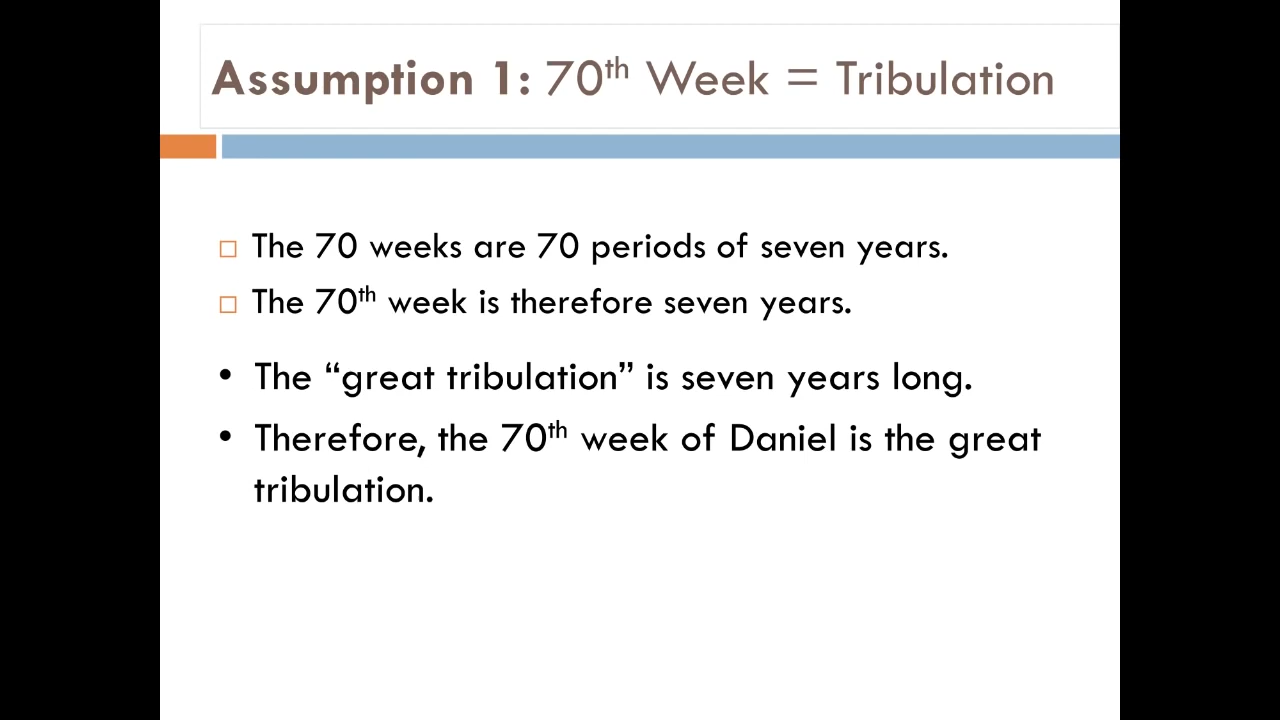 Assumption 1: 70th Week = Tribulation
The 70 weeks are 70 periods of seven years.
The 70th week is therefore seven years.
• The “great tribulation” is seven years long.
• Therefore, the 70th week of Daniel is the great
tribulation.